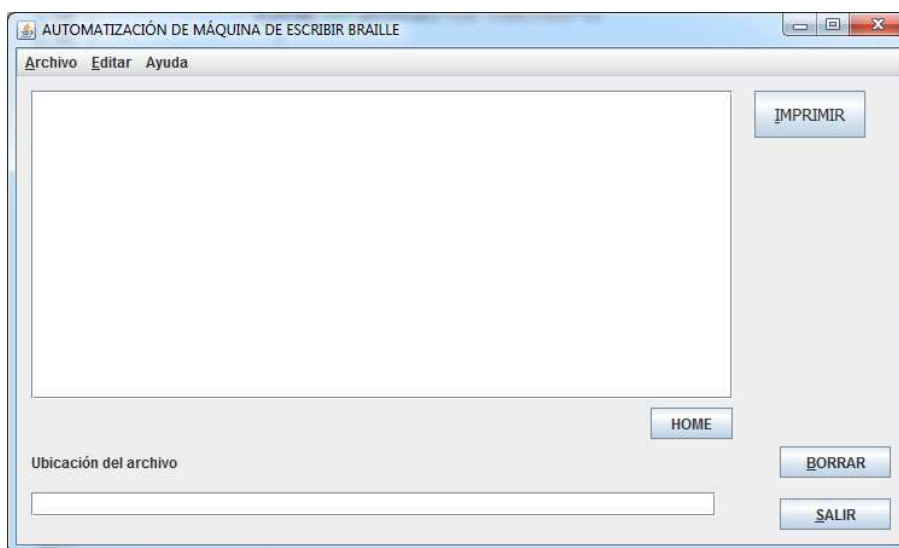 AUTOMATIZACIÓN DE MÁQUINA DE ESCRIBIR BRAILLE
Archivo Editar Ayuda
IMPRIMIR
HOME
Ubicación del archivo
BORRAR
SALIR